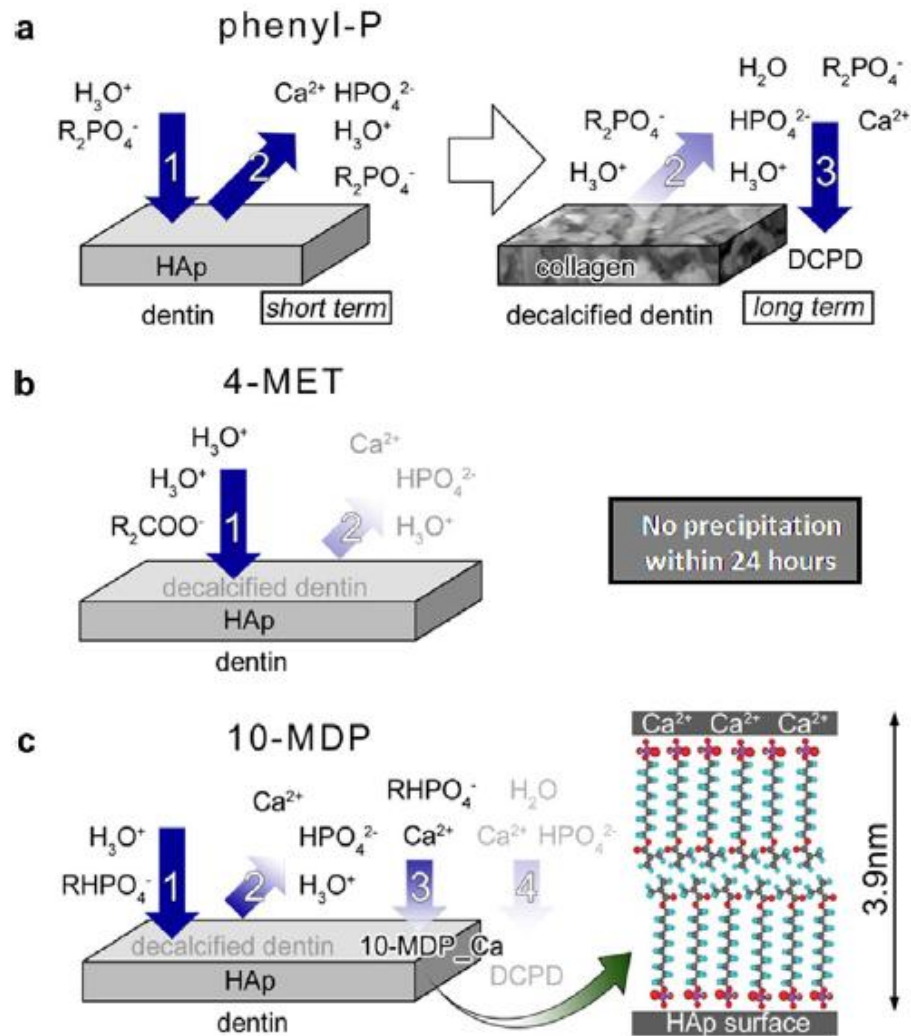 a phenyl-P
H₃O⁺
R₂PO₄⁻
1
2
Ca²⁺ HPO₄²⁻
H₃O⁺
R₂PO₄⁻
HAp
dentin
short term
R₂PO₄⁻
H₃O⁺
2
H₂O R₂PO₄⁻
HPO₄²⁻ Ca²⁺
H₃O⁺
3
collagen
DCPD
decalcified dentin
long term
b 4-MET
H₃O⁺
H₃O⁺
R₂COO⁻
1
2
Ca²⁺
HPO₄²⁻
H₃O⁺
decalcified dentin
HAp
dentin
No precipitation
within 24 hours
c 10-MDP
H₃O⁺
RHPO₄⁻
1
2
Ca²⁺
HPO₄²⁻
H₃O⁺
RHPO₄⁻
Ca²⁺
3
H₂O
Ca²⁺ HPO₄²⁻
4
decalcified dentin
10-MDP_Ca
HAp
DCPD
dentin
Ca²⁺ Ca²⁺ Ca²⁺
3.9nm
HAp surface